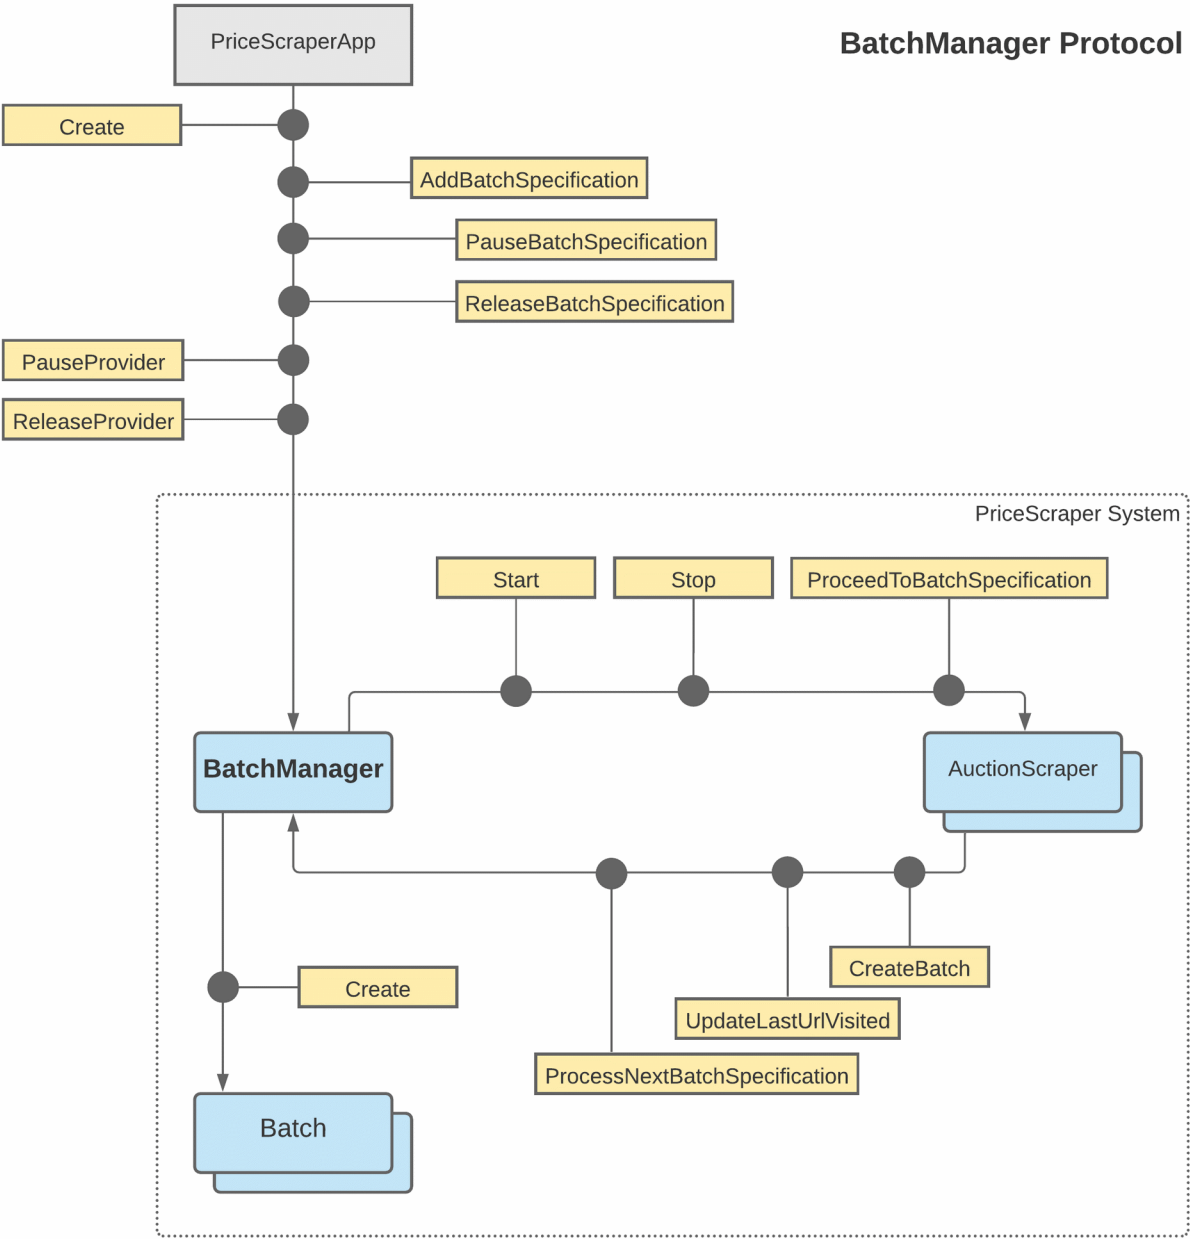 PriceScraperApp
BatchManager Protocol
Create
AddBatchSpecification
PauseBatchSpecification
ReleaseBatchSpecification
PauseProvider
ReleaseProvider
PriceScraper System
Start
Stop
ProceedToBatchSpecification
BatchManager
AuctionScraper
CreateBatch
Create
UpdateLastUrlVisited
ProcessNextBatchSpecification
Batch